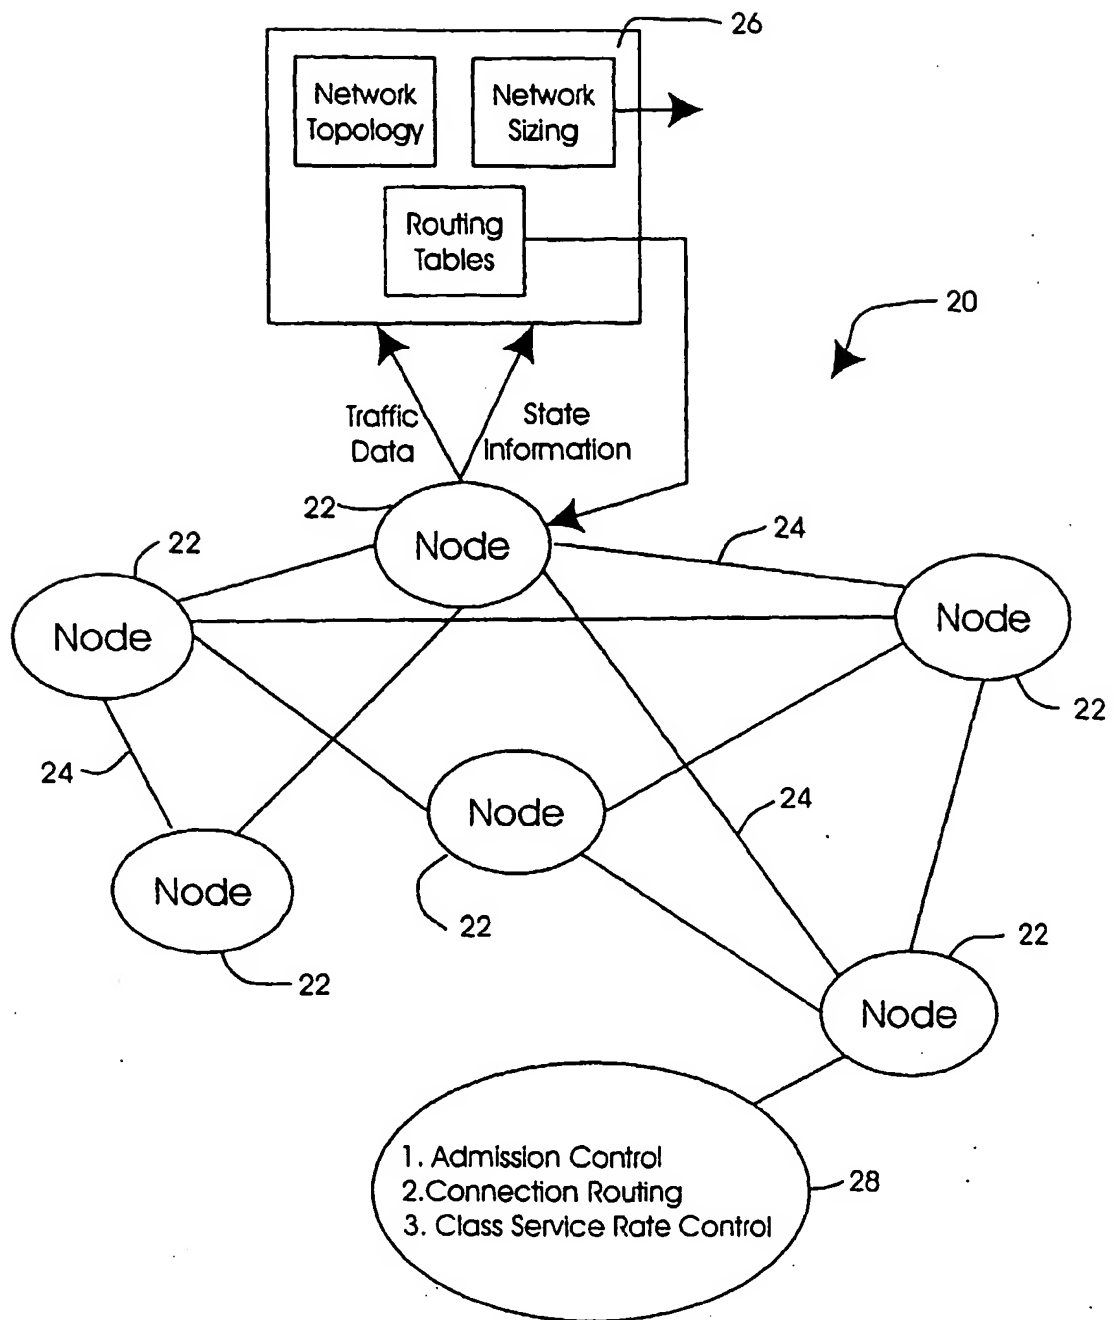 26
Network
Topology
Network
Sizing
Routing
Tables
20
Traffic
Data
State
Information
22
Node
24
22
Node
Node
22
24
Node
22
24
Node
22
22
Node
1. Admission Control
2.Connection Routing
3. Class Service Rate Control
28